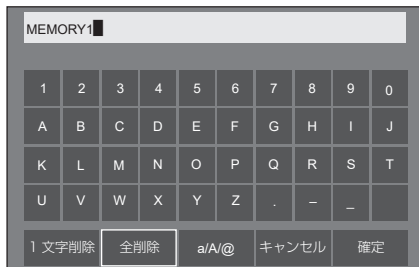 MEMORY1
1 2 3 4 5 6 7 8 9 0
A B C D E F G H I J
K L M N O P Q R S T
U V W X Y Z . – _
1 文字削除 全削除 a/A/@ キャンセル 確定